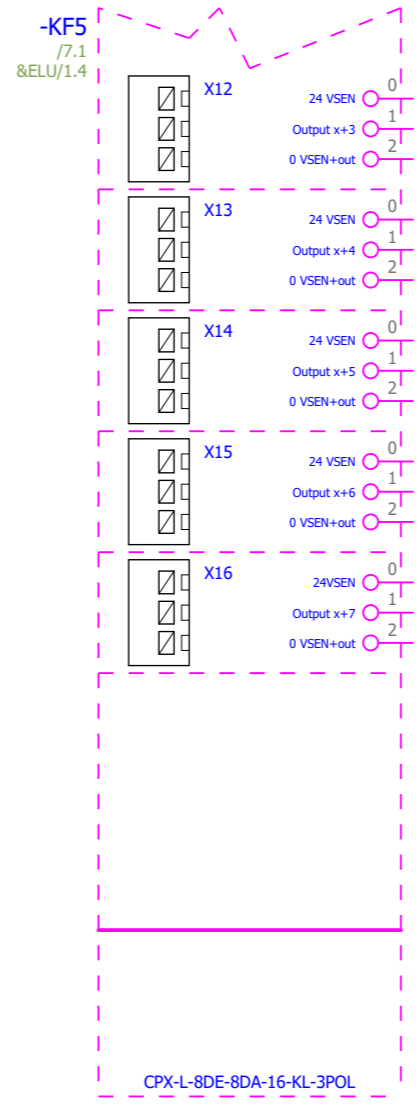 -KF5
/7.1
&ELU/1.4
X12
24 VSEN
0
Output x+3
1
0 VSEN+out
2
X13
24 VSEN
0
Output x+4
1
0 VSEN+out
2
X14
24 VSEN
0
Output x+5
1
0 VSEN+out
2
X15
24 VSEN
0
Output x+6
1
0 VSEN+out
2
X16
24VSEN
0
Output x+7
1
0 VSEN+out
2
CPX-L-8DE-8DA-16-KL-3POL